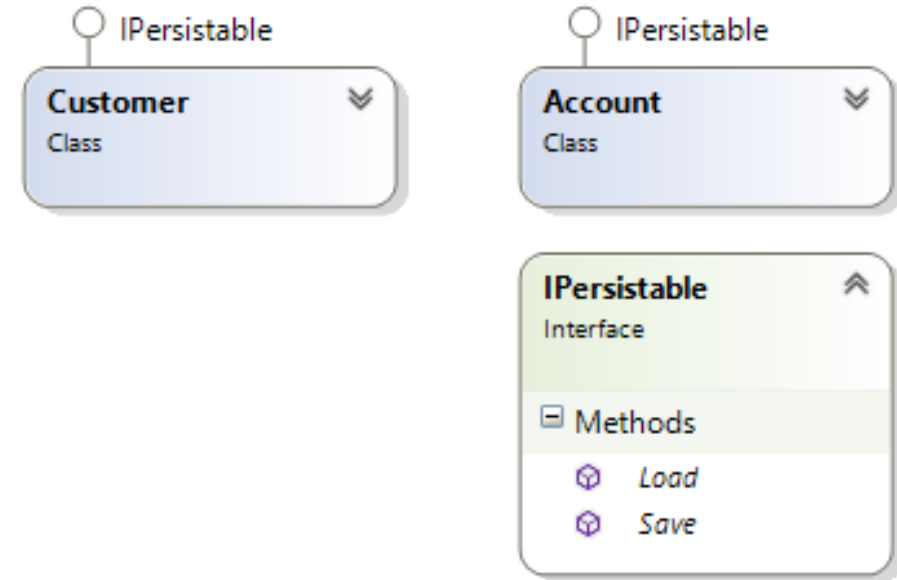 IPersistable
Customer
Class
IPersistable
Account
Class
IPersistable
Interface
Methods
Load
Save